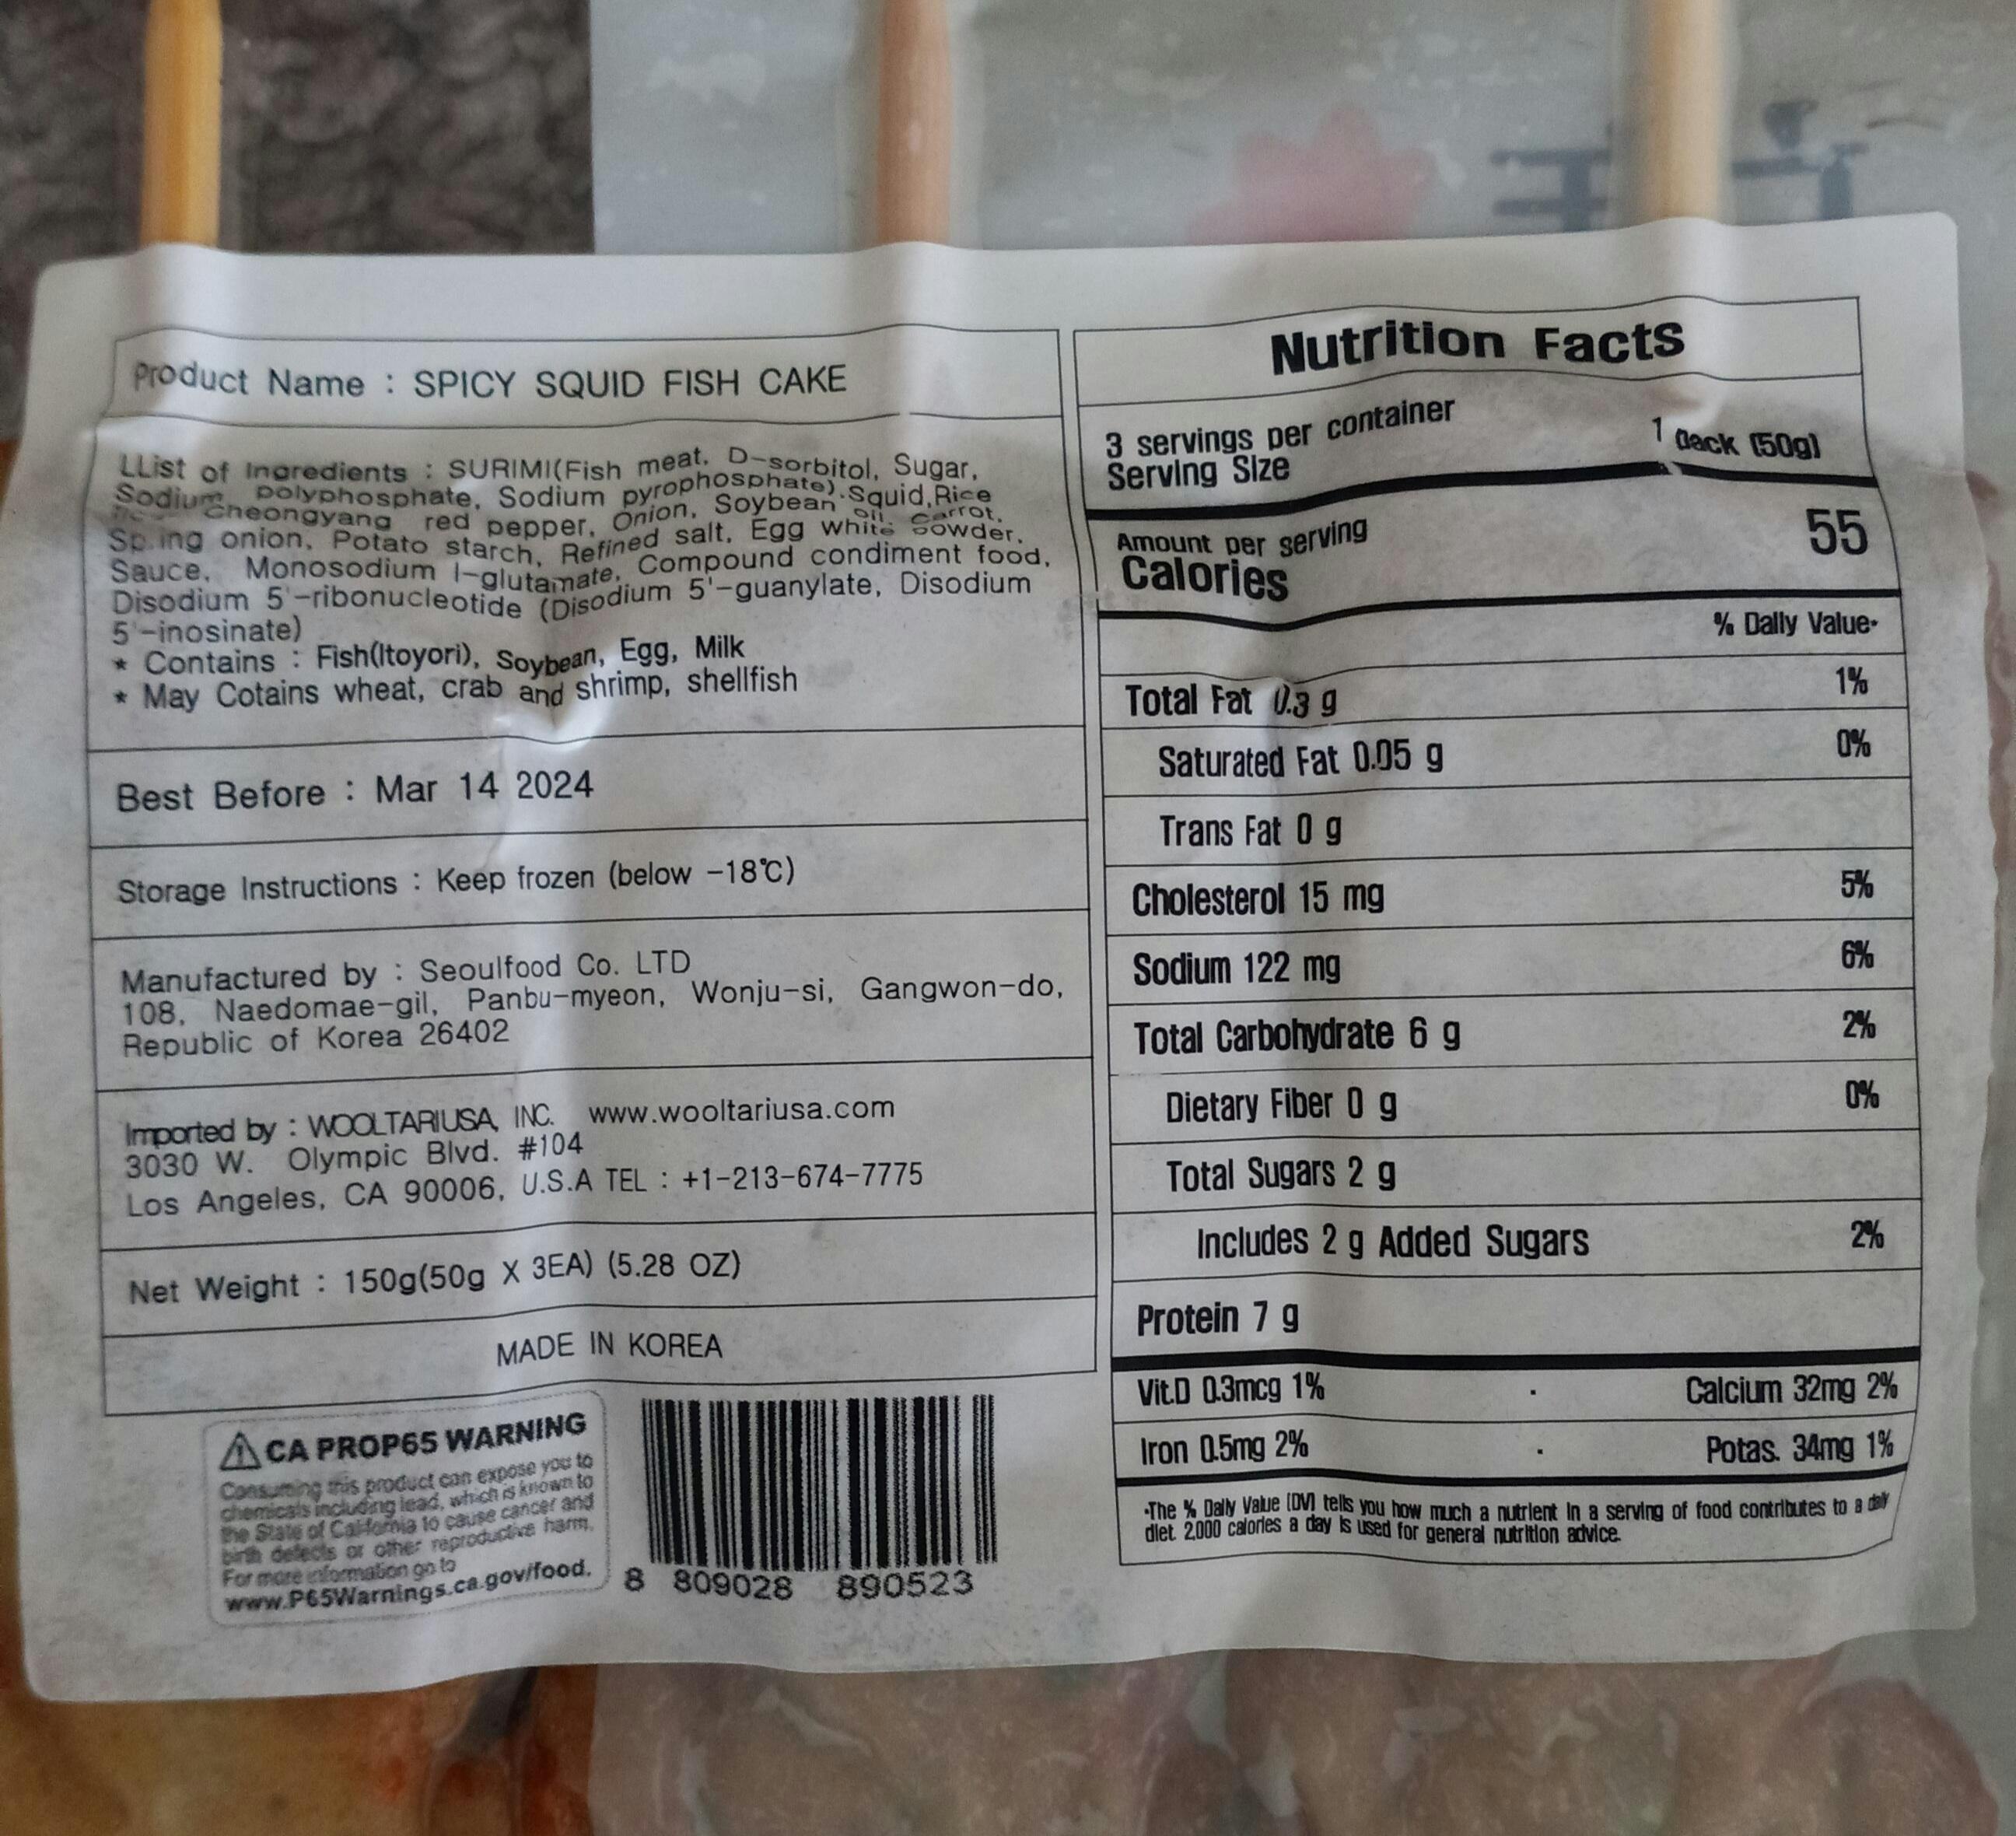 Product Name : SPICY SQUID FISH CAKE
LList of Ingredients : SURIMI(Fish meat, D-sorbitol, Sugar,
Sodium polyphosphate, Sodium pyrophosphate),Squid,Rice
Cheongyang red pepper, Onion, Soybean oil, Carrot,
Spring onion, Potato starch, Refined salt, Egg white powder,
Sauce, Monosodium l-glutamate, Compound condiment food,
Disodium 5'-ribonucleotide (Disodium 5'-guanylate, Disodium
5'-inosinate)
* Contains : Fish(Itoyori), Soybean, Egg, Milk
* May Cotains wheat, crab and shrimp, shellfish
Best Before : Mar 14 2024
Storage Instructions : Keep frozen (below -18℃)
Manufactured by : Seoulfood Co. LTD
108, Naedomae-gil, Panbu-myeon, Wonju-si, Gangwon-do,
Republic of Korea 26402
Imported by : WOOLTARIUSA, INC. www.wooltariusa.com
3030 W. Olympic Blvd. #104
Los Angeles, CA 90006, U.S.A TEL : +1-213-674-7775
Net Weight : 150g(50g X 3EA) (5.28 OZ)
MADE IN KOREA
CA PROP65 WARNING
Consuming this product can expose you to
chemicals including lead, which is known to
the State of California to cause cancer and
birth defects or other reproductive harm.
For more information go to
www.P65Warnings.ca.gov/food.
8 809028 890523
Nutrition Facts
3 servings per container
Serving Size 1 pack (50g)
Amount per serving
Calories 55
% Daily Value*
Total Fat 0.3 g 1%
Saturated Fat 0.05 g 0%
Trans Fat 0 g
Cholesterol 15 mg 5%
Sodium 122 mg 6%
Total Carbohydrate 6 g 2%
Dietary Fiber 0 g 0%
Total Sugars 2 g
Includes 2 g Added Sugars 2%
Protein 7 g
Vit.D 0.3mcg 1% · Calcium 32mg 2%
Iron 0.5mg 2% · Potas. 34mg 1%
*The % Daily Value (DV) tells you how much a nutrient in a serving of food contributes to a daily
diet. 2,000 calories a day is used for general nutrition advice.